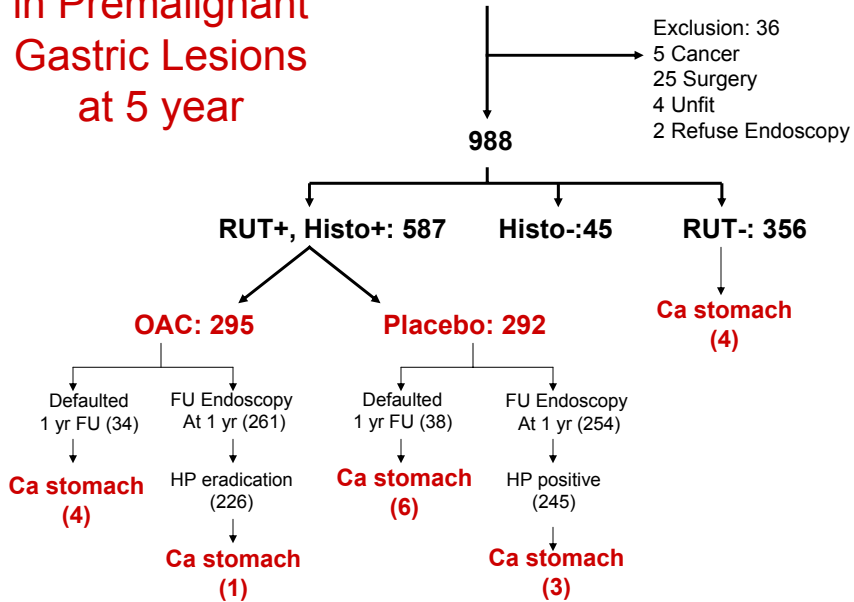 in Premalignant
Gastric Lesions
at 5 year
Exclusion: 36
5 Cancer
25 Surgery
4 Unfit
2 Refuse Endoscopy
988
RUT+, Histo+: 587
Histo-:45
RUT-: 356
Ca stomach
(4)
OAC: 295
Placebo: 292
Defaulted
1 yr FU (34)
FU Endoscopy
At 1 yr (261)
Defaulted
1 yr FU (38)
FU Endoscopy
At 1 yr (254)
Ca stomach
(4)
HP eradication
(226)
Ca stomach
(6)
HP positive
(245)
Ca stomach
(1)
Ca stomach
(3)